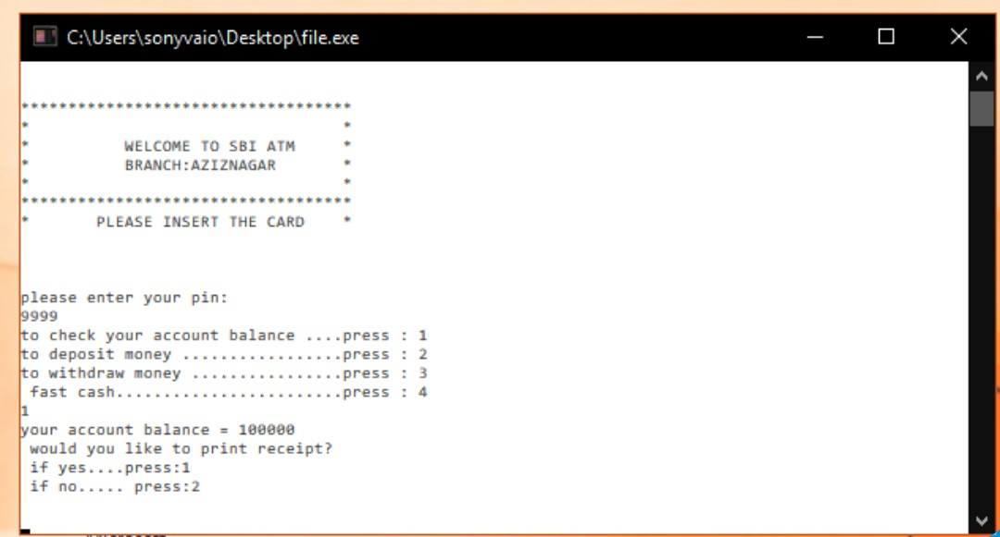 C:\Users\sonyvaio\Desktop\file.exe
***********************************
*                                 *
*          WELCOME TO SBI ATM     *
*          BRANCH:AZIZNAGAR       *
*                                 *
***********************************
*       PLEASE INSERT THE CARD    *
please enter your pin:
9999
to check your account balance ....press : 1
to deposit money .................press : 2
to withdraw money ................press : 3
 fast cash........................press : 4
1
your account balance = 100000
 would you like to print receipt?
 if yes....press:1
 if no..... press:2